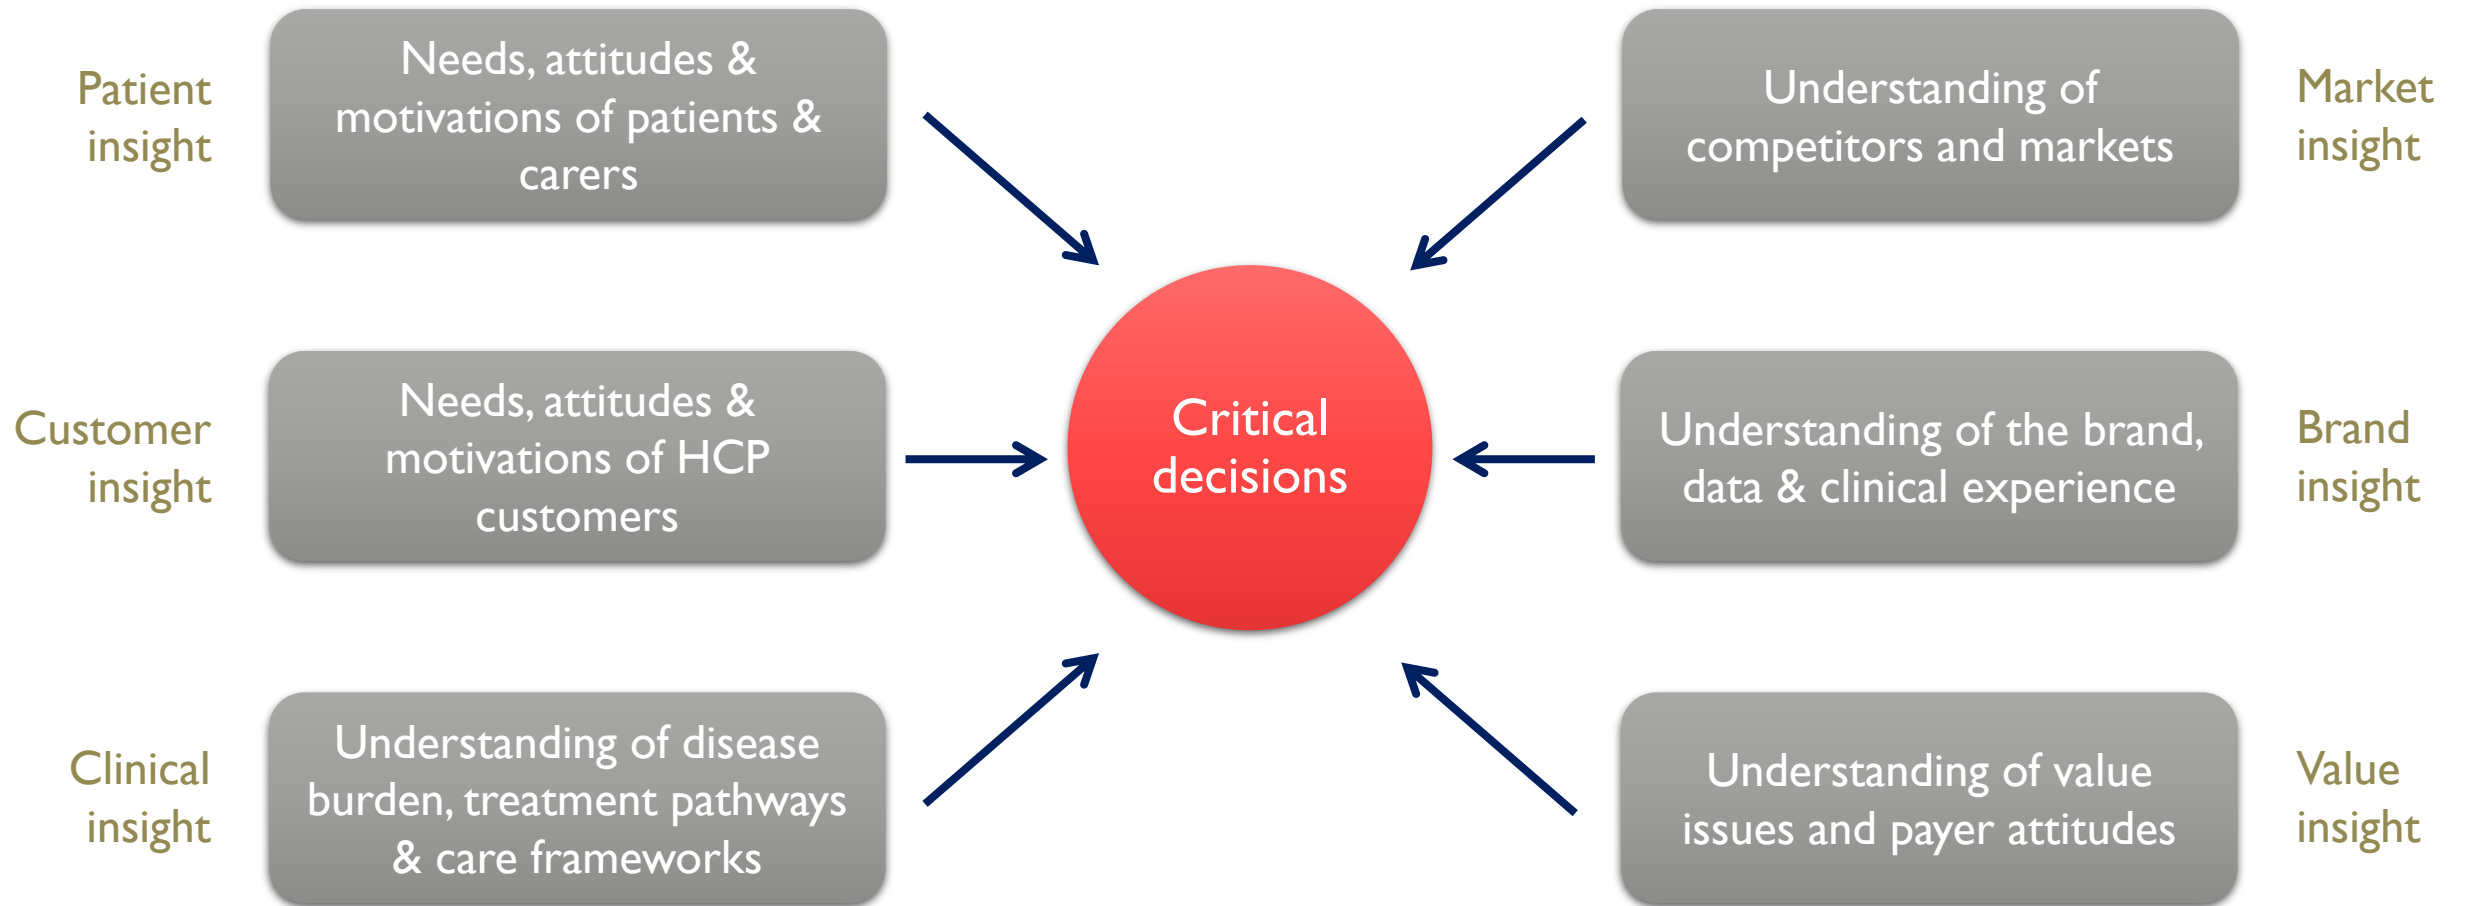 Patient
insight
Needs, attitudes &
motivations of patients &
carers
Understanding of
competitors and markets
Market
insight
Customer
insight
Needs, attitudes &
motivations of HCP
customers
Critical
decisions
Understanding of the brand,
data & clinical experience
Brand
insight
Clinical
insight
Understanding of disease
burden, treatment pathways
& care frameworks
Understanding of value
issues and payer attitudes
Value
insight